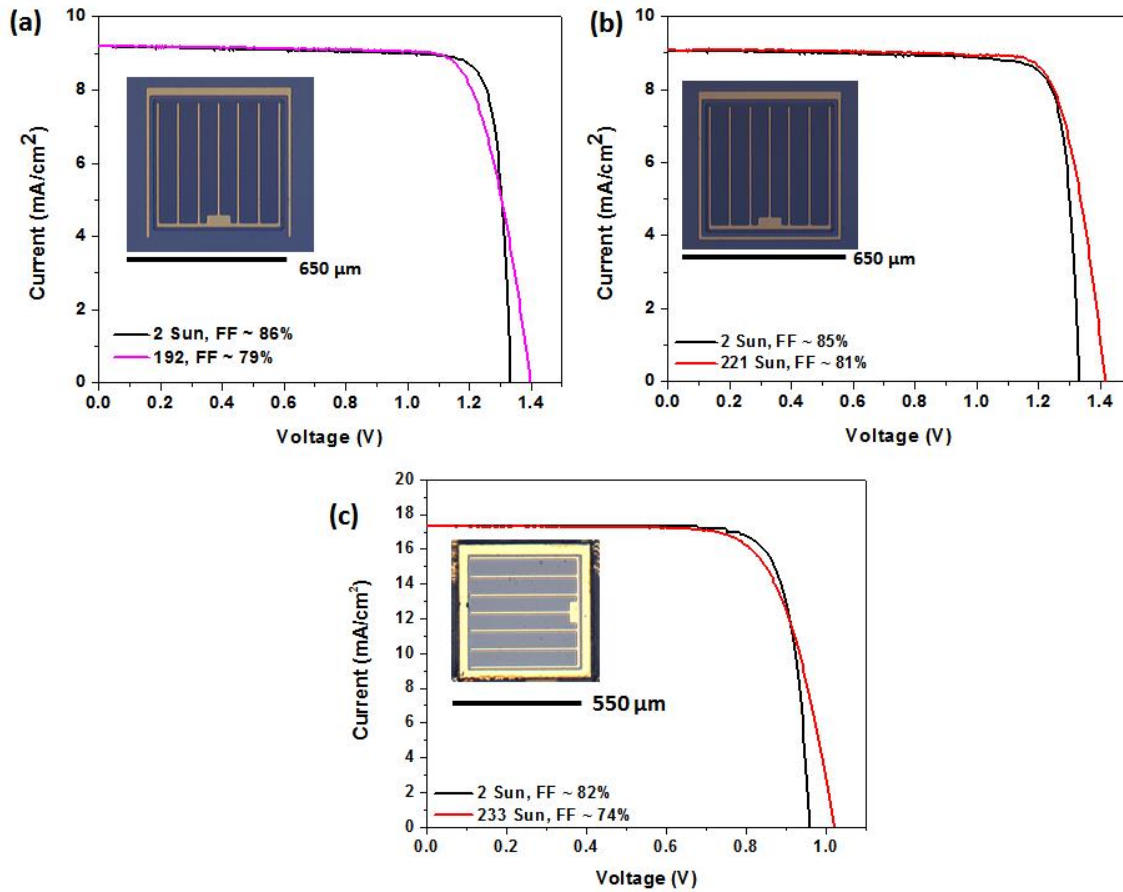 (a)
Current (mA/cm²)
10
8
6
4
2
0
650 µm
2 Sun, FF ~ 86%
192, FF ~ 79%
0.0 0.2 0.4 0.6 0.8 1.0 1.2 1.4
Voltage (V)
(b)
Current (mA/cm²)
10
8
6
4
2
0
650 µm
2 Sun, FF ~ 85%
221 Sun, FF ~ 81%
0.0 0.2 0.4 0.6 0.8 1.0 1.2 1.4
Voltage (V)
(c)
Current (mA/cm²)
20
18
16
14
12
10
8
6
4
2
0
550 µm
2 Sun, FF ~ 82%
233 Sun, FF ~ 74%
0.0 0.2 0.4 0.6 0.8 1.0
Voltage (V)